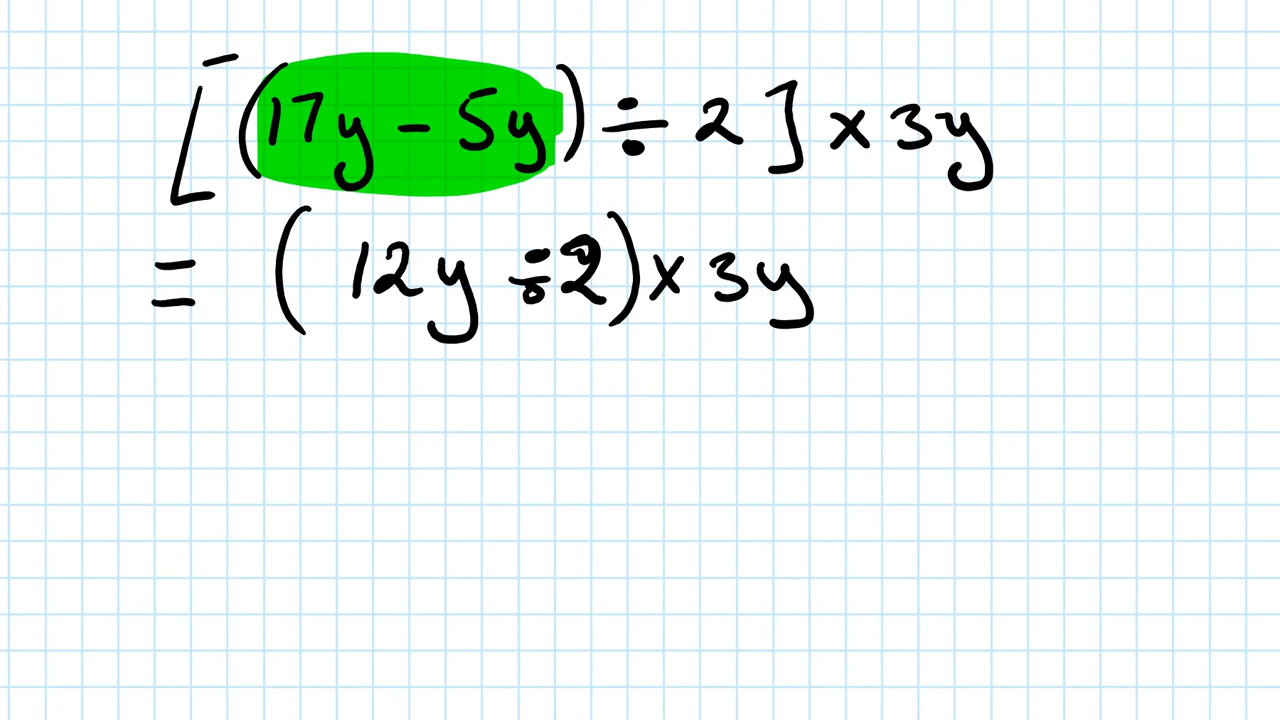 [(17y - 5y) ÷ 2] × 3y
= (12y ÷ 2) × 3y